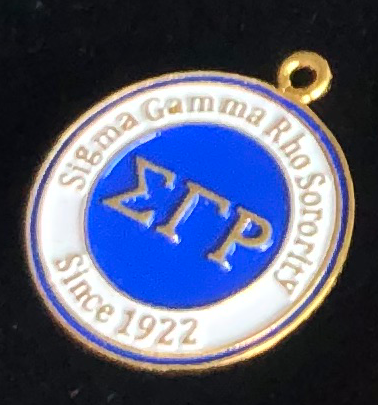 Sigma Gamma Rho Sorority
ΣΓΡ
Since 1922